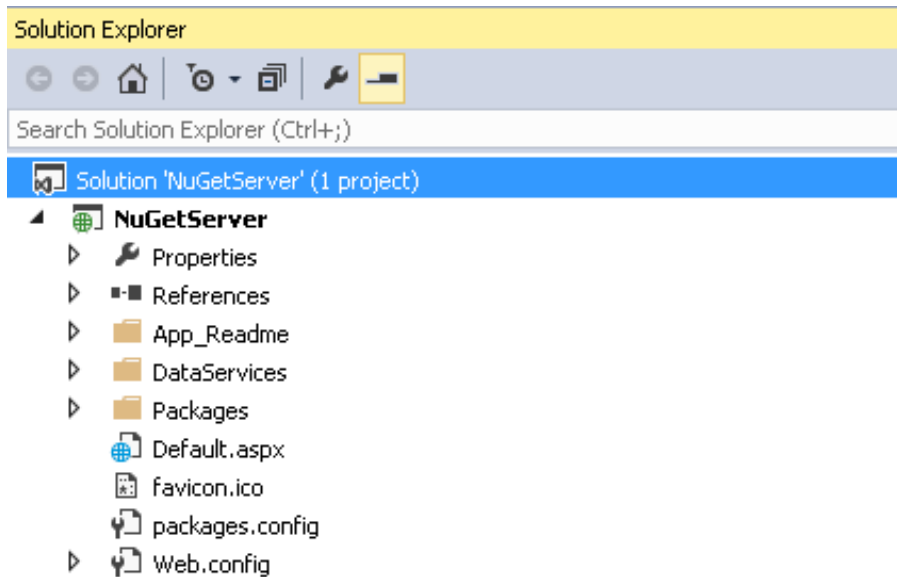 Solution Explorer
Search Solution Explorer (Ctrl+;)
Solution 'NuGetServer' (1 project)
NuGetServer
Properties
References
App_Readme
DataServices
Packages
Default.aspx
favicon.ico
packages.config
Web.config